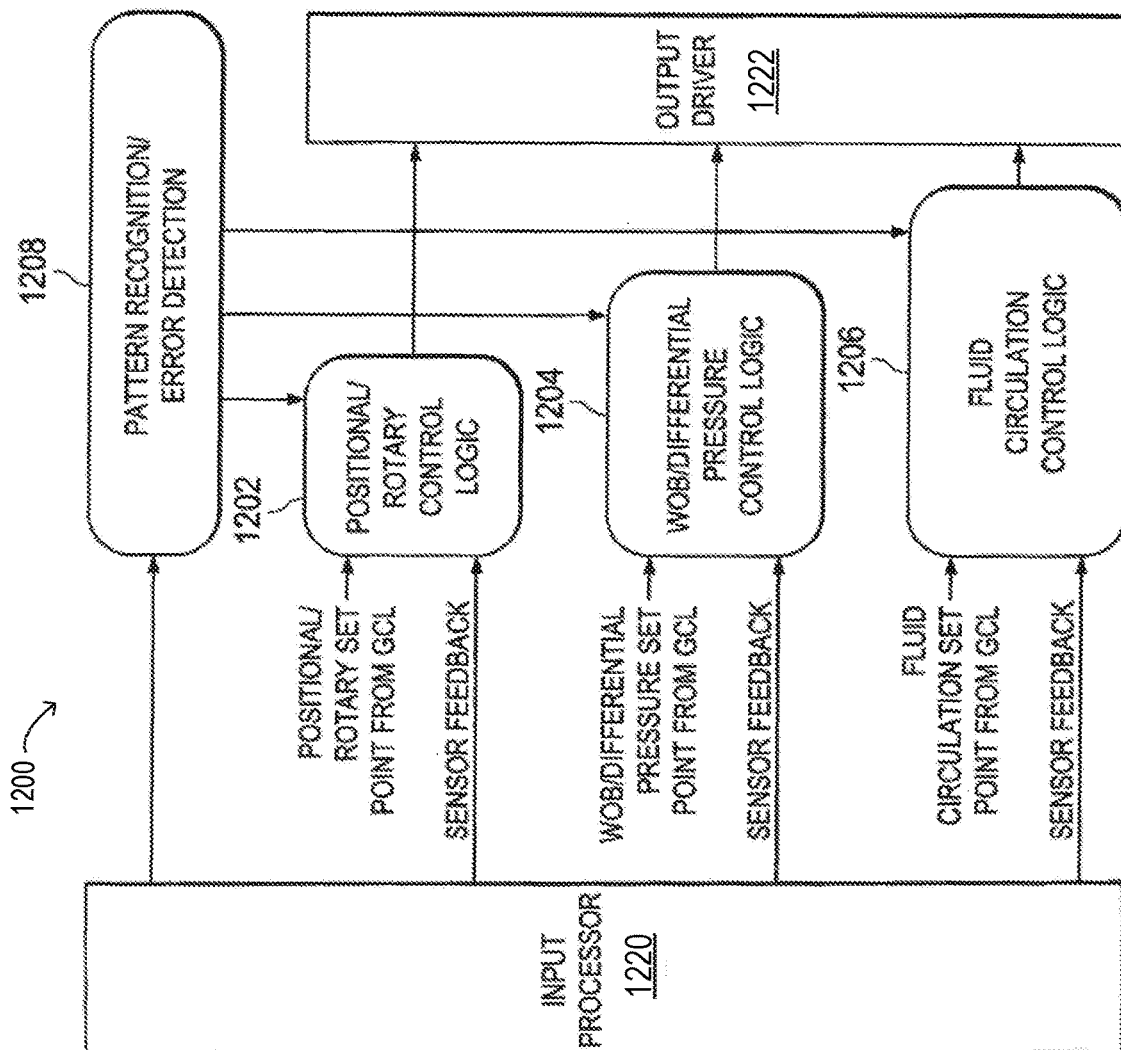 1200
INPUT
PROCESSOR
1220
PATTERN RECOGNITION/
ERROR DETECTION
1208
POSITIONAL/
ROTARY SET
POINT FROM GCL
SENSOR FEEDBACK
1202
POSITIONAL/
ROTARY
CONTROL
LOGIC
WOB/DIFFERENTIAL
PRESSURE SET
POINT FROM GCL
SENSOR FEEDBACK
1204
WOB/DIFFERENTIAL
PRESSURE
CONTROL LOGIC
FLUID
CIRCULATION SET
POINT FROM GCL
SENSOR FEEDBACK
1206
FLUID
CIRCULATION
CONTROL LOGIC
OUTPUT
DRIVER
1222